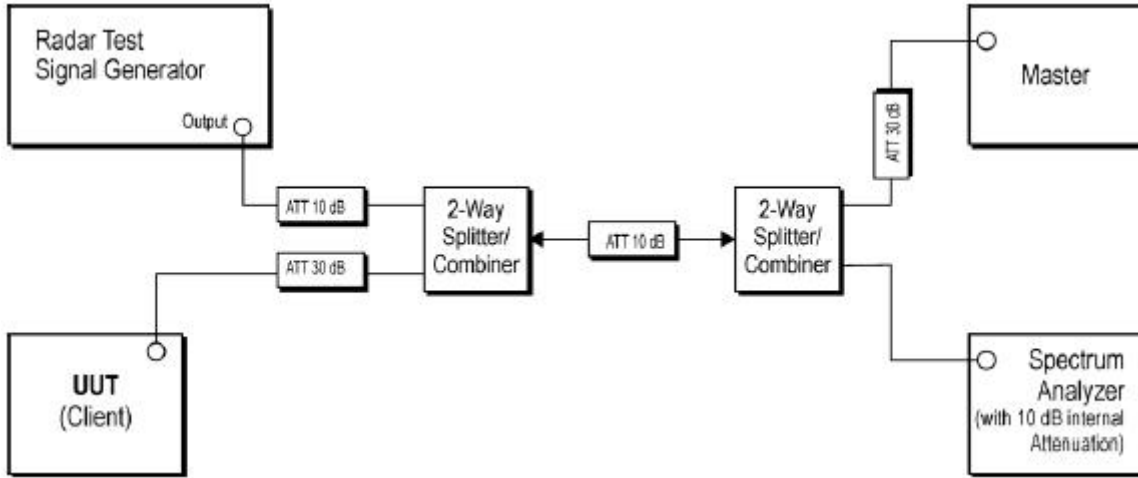 Radar Test
Signal Generator
Output
ATT 10 dB
ATT 30 dB
2-Way
Splitter/
Combiner
ATT 10 dB
2-Way
Splitter/
Combiner
ATT 30 dB
Master
UUT
(Client)
Spectrum
Analyzer
(with 10 dB internal
Attenuation)